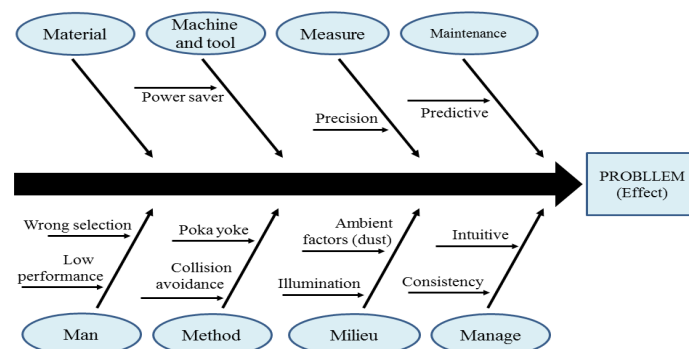 Material
Machine
and tool
Measure
Maintenance
Power saver
Precision
Predictive
PROBLLEM
(Effect)
Wrong selection
Low
performance
Poka yoke
Collision
avoidance
Ambient
factors (dust)
Illumination
Intuitive
Consistency
Man
Method
Milieu
Manage